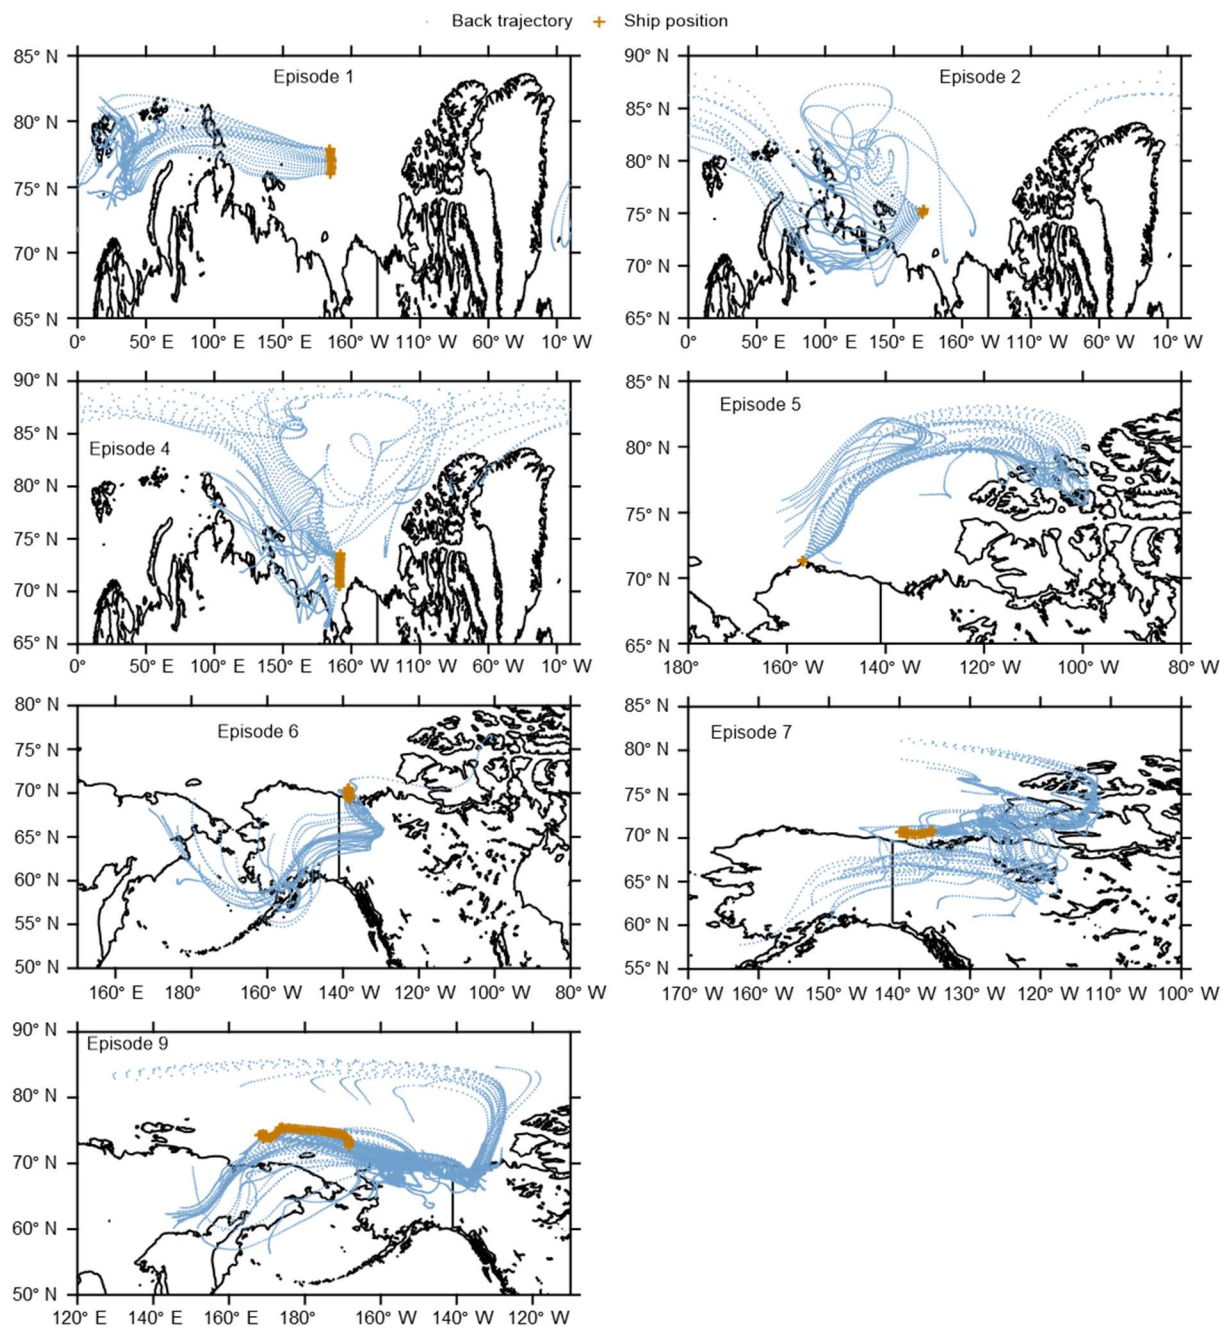 Back trajectory + Ship position
85° N Episode 1
80° N
75° N
70° N
65° N
0° 50° E 100° E 150° E 160° W 110° W 60° W 10° W
90° N Episode 2
85° N
80° N
75° N
70° N
65° N
0° 50° E 100° E 150° E 160° W 110° W 60° W 10° W
90° N
85° N
Episode 4
80° N
75° N
70° N
65° N
0° 50° E 100° E 150° E 160° W 110° W 60° W 10° W
85° N
Episode 5
80° N
75° N
70° N
65° N
180° 160° W 140° W 120° W 100° W 80° W
80° N
Episode 6
75° N
70° N
65° N
60° N
55° N
50° N
160° E 180° 160° W 140° W 120° W 100° W 80° W
85° N
Episode 7
80° N
75° N
70° N
65° N
60° N
55° N
170° W 160° W 150° W 140° W 130° W 120° W 110° W 100° W
90° N
Episode 9
80° N
70° N
60° N
50° N
120° E 140° E 160° E 180° 160° W 140° W 120° W